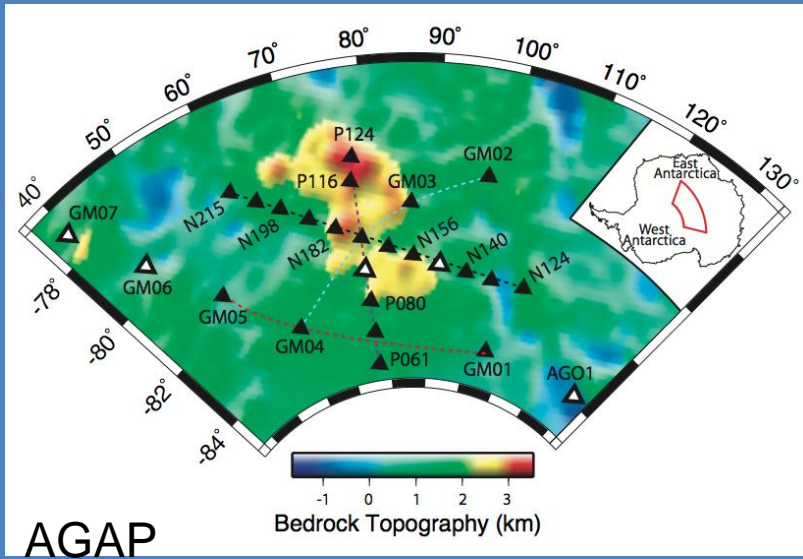 40°
50°
60°
70°
80°
90°
100°
110°
120°
130°
-78°
-80°
-82°
-84°
P124
P116
GM02
GM03
N215
N198
N182
N156
N140
N124
GM07
GM06
GM05
GM04
P080
P061
GM01
AGO1
East
Antarctica
West
Antarctica
-1 0 1 2 3
Bedrock Topography (km)
AGAP